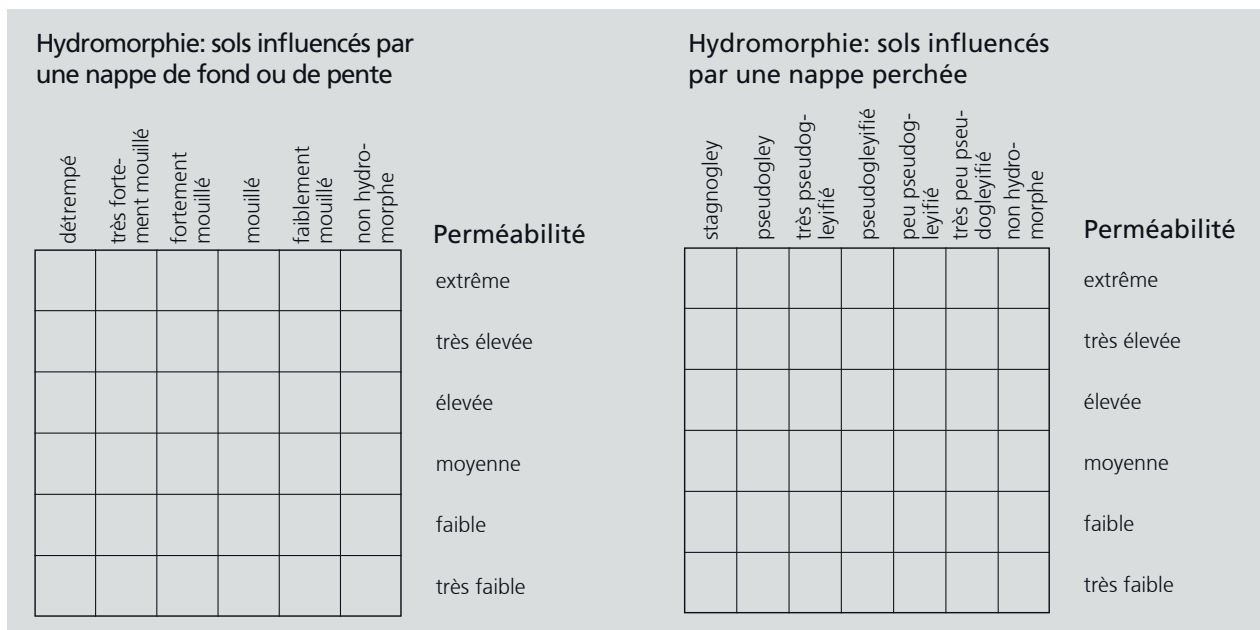 Hydromorphie: sols influencés par
une nappe de fond ou de pente
détrempé
très forte-
ment mouillé
fortement
mouillé
mouillé
faiblement
mouillé
non hydro-
morphe
Perméabilité
extrême
très élevée
élevée
moyenne
faible
très faible
Hydromorphie: sols influencés
par une nappe perchée
stagnogley
pseudogley
très pseudog-
leyifié
pseudogleyifié
peu pseudog-
leyifié
très peu pseu-
dogleyifié
non hydro-
morphe
Perméabilité
extrême
très élevée
élevée
moyenne
faible
très faible